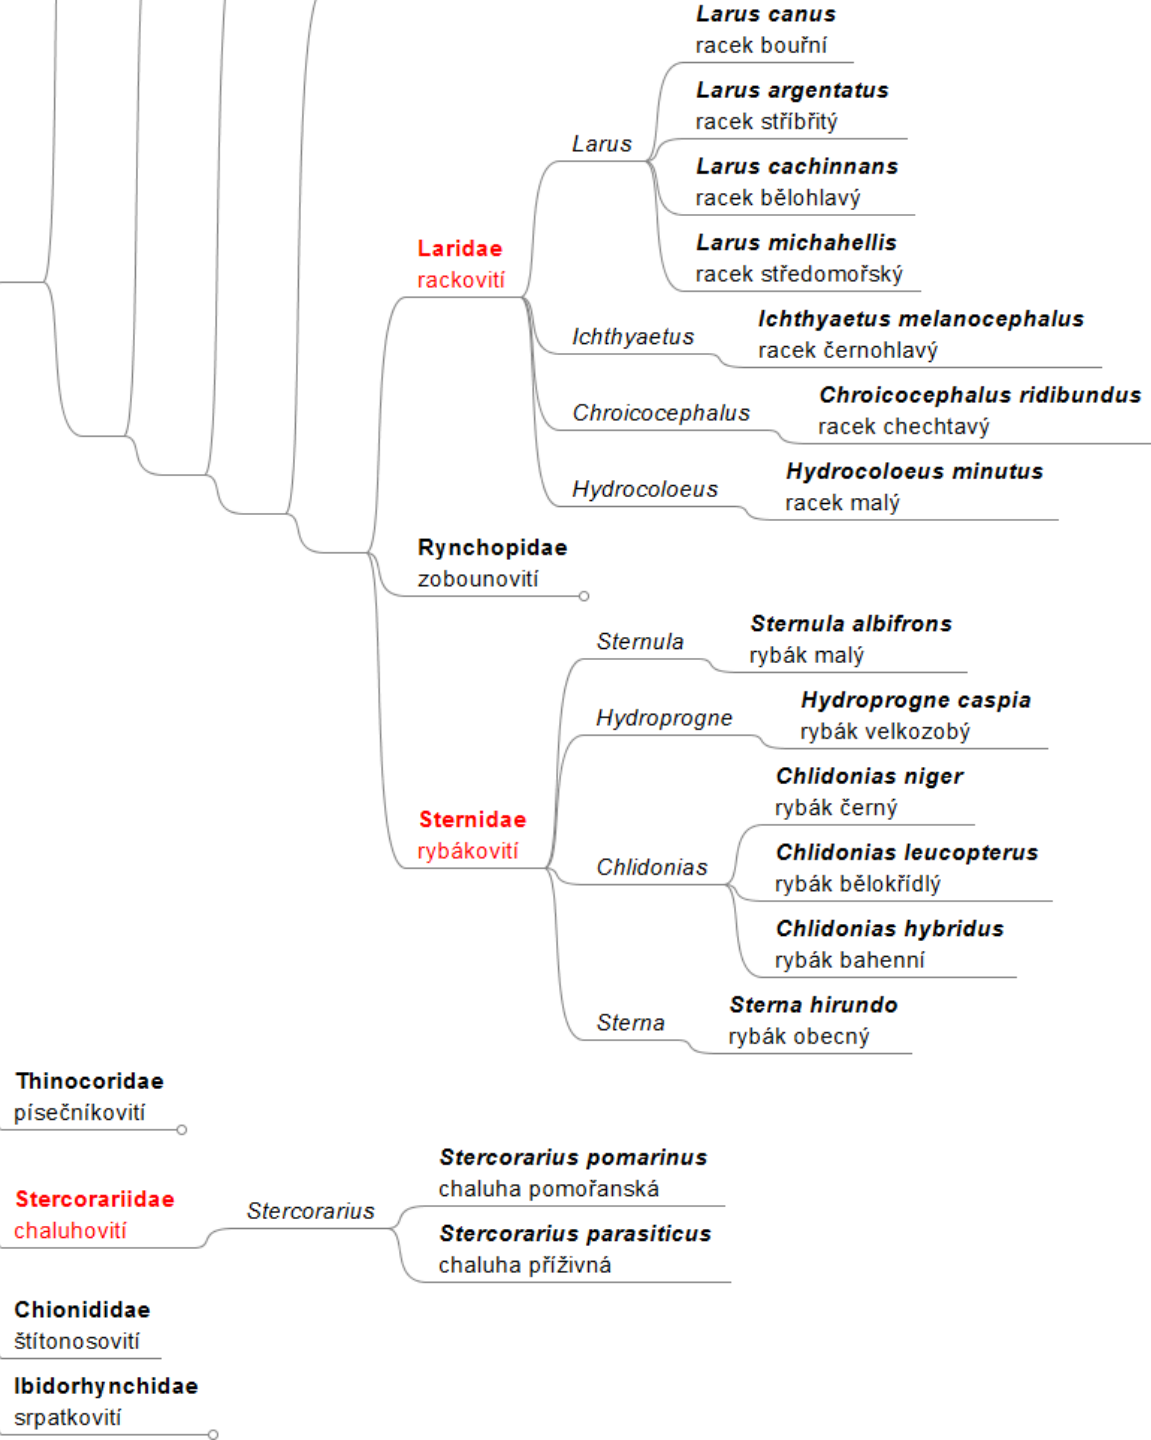 Larus canus
racek bouřní
Larus argentatus
racek stříbřitý
Larus
Larus cachinnans
racek bělohlavý
Larus michahellis
racek středomořský
Laridae
rackovití
Ichthyaetus melanocephalus
Ichthyaetus
racek černohlavý
Chroicocephalus ridibundus
Chroicocephalus
racek chechtavý
Hydrocoloeus minutus
Hydrocoloeus
racek malý
Rynchopidae
zobounovití
Sternula albifrons
Sternula
rybák malý
Hydroprogne caspia
Hydroprogne
rybák velkozobý
Chlidonias niger
rybák černý
Sternidae
rybákovití
Chlidonias leucopterus
Chlidonias
rybák bělokřídlý
Chlidonias hybridus
rybák bahenní
Sterna hirundo
Sterna
rybák obecný
Thinocoridae
písečníkovití
Stercorarius pomarinus
chaluha pomořanská
Stercorariidae
chaluhovití
Stercorarius
Stercorarius parasiticus
chaluha příživná
Chionididae
štítonosovití
Ibidorhynchidae
srpatkovití